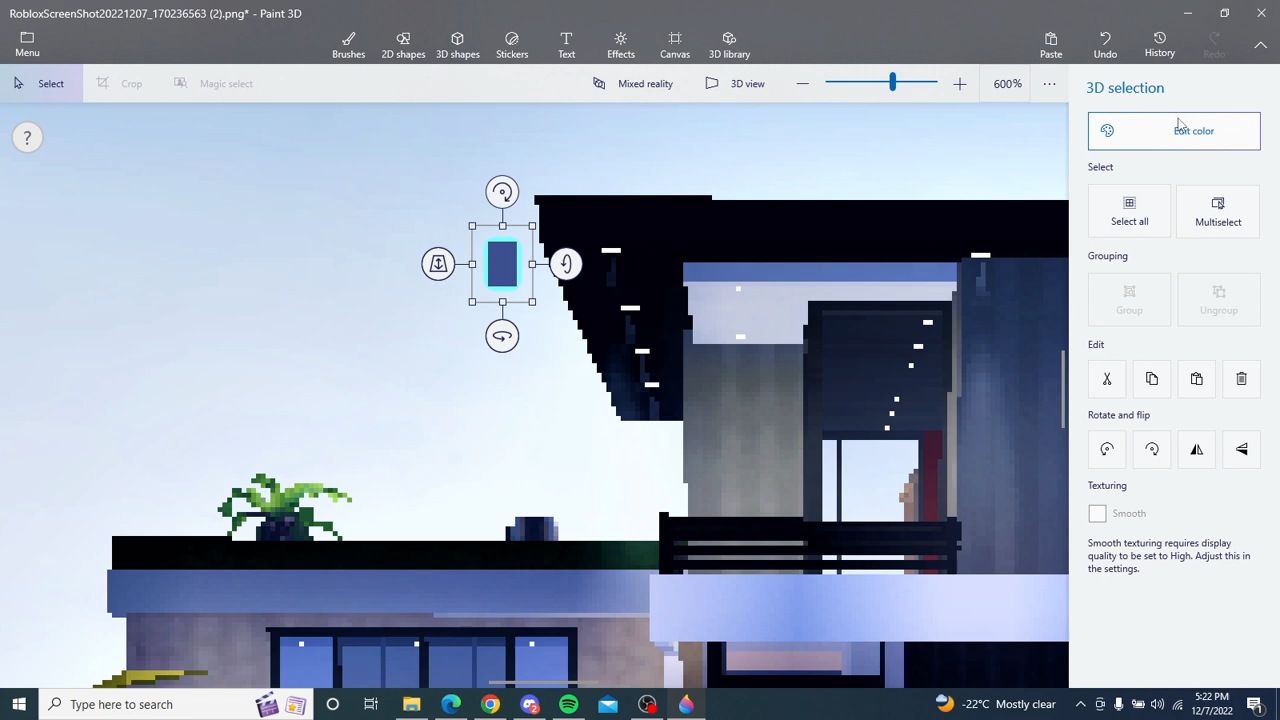 RobloxScreenShot20221207_170236563 (2).png* - Paint 3D
Menu
Brushes
2D shapes
3D shapes
Stickers
Text
Effects
Canvas
3D library
Paste
Undo
History
Redo
Select
Crop
Magic select
Mixed reality
3D view
600%
?
3D selection
Edit color
Select
Select all
Multiselect
Grouping
Group
Ungroup
Edit
Rotate and flip
Texturing
Smooth
Smooth texturing requires display
quality to be set to High. Adjust this in
the settings.
Type here to search
-22°C Mostly clear
5:22 PM
12/7/2022